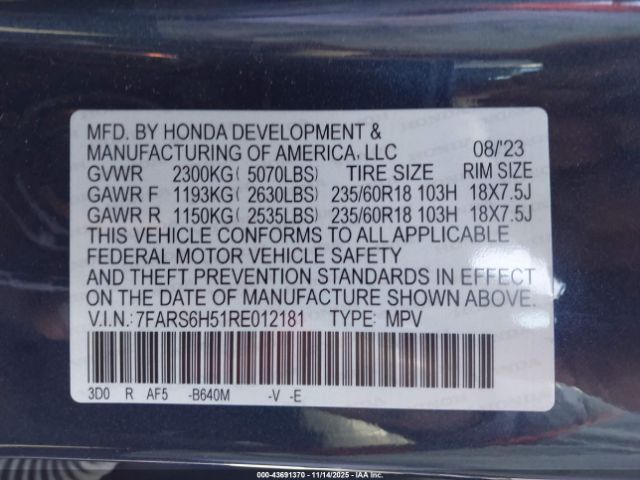 MFD. BY HONDA DEVELOPMENT &
MANUFACTURING OF AMERICA, LLC 08/'23
GVWR 2300KG( 5070LBS) TIRE SIZE RIM SIZE
GAWR F 1193KG( 2630LBS) 235/60R18 103H 18X7.5J
GAWR R 1150KG( 2535LBS) 235/60R18 103H 18X7.5J
THIS VEHICLE CONFORMS TO ALL APPLICABLE
FEDERAL MOTOR VEHICLE SAFETY
AND THEFT PREVENTION STANDARDS IN EFFECT
ON THE DATE OF MANUFACTURE SHOWN ABOVE.
V.I.N.: 7FARS6H51RE012181 TYPE: MPV
3D0 R AF5 -B640M -V -E
000-43691370 - 11/14/2025 - IAAI CDT